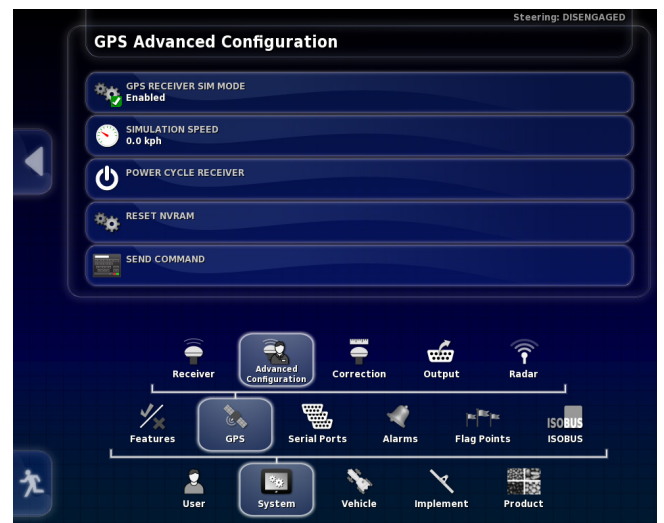 Steering: DISENGAGED
GPS Advanced Configuration
GPS RECEIVER SIM MODE
Enabled
SIMULATION SPEED
0.0 kph
POWER CYCLE RECEIVER
RESET NVRAM
SEND COMMAND
Receiver
Advanced
Configuration
Correction
Output
Radar
ISOBUS
Features
GPS
Serial Ports
Alarms
Flag Points
ISOBUS
User
System
Vehicle
Implement
Product